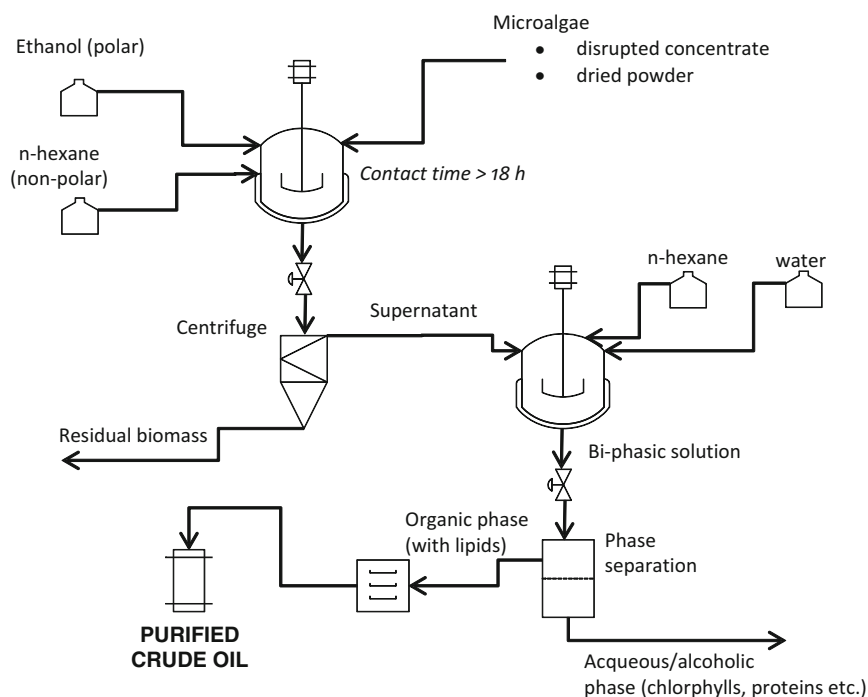 Microalgae
• disrupted concentrate
• dried powder
Ethanol (polar)
n-hexane
(non-polar)
Contact time > 18 h
n-hexane
water
Centrifuge
Supernatant
Residual biomass
Bi-phasic solution
Organic phase
(with lipids)
Phase
separation
PURIFIED
CRUDE OIL
Acqueous/alcoholic
phase (chlorphylls, proteins etc.)